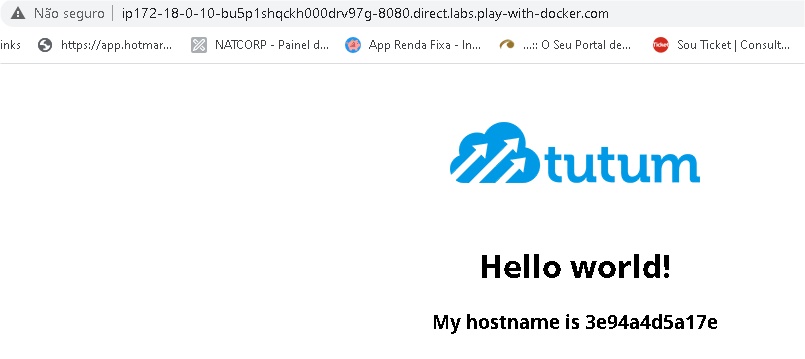 Não seguro | ip172-18-0-10-bu5p1shqckh000drv97g-8080.direct.labs.play-with-docker.com
inks https://app.hotmar... NATCORP - Painel d... App Renda Fixa - In... ...:: O Seu Portal de... Ticket Sou Ticket | Consult...
tutum
Hello world!
My hostname is 3e94a4d5a17e